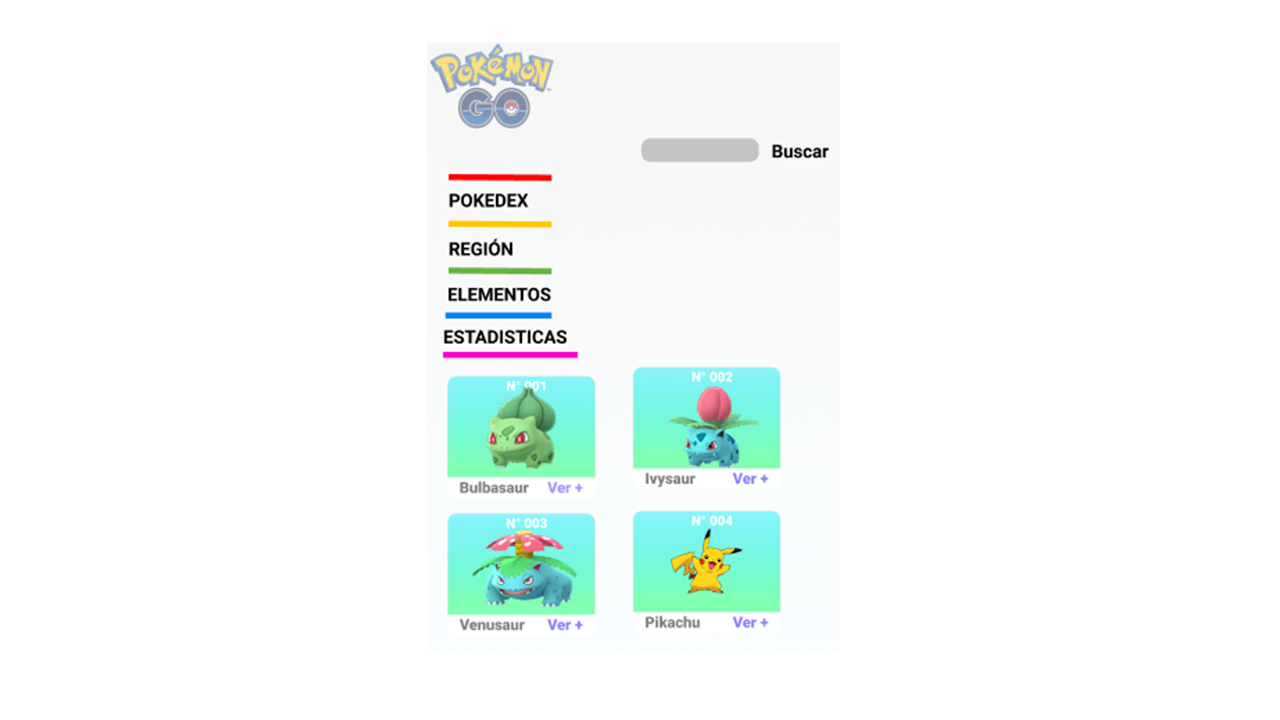 POKÉMON
GO
Buscar
POKEDEX
REGIÓN
ELEMENTOS
ESTADISTICAS
N° 001
N° 002
Bulbasaur Ver +
Ivysaur Ver +
N° 003
N° 004
Venusaur Ver +
Pikachu Ver +